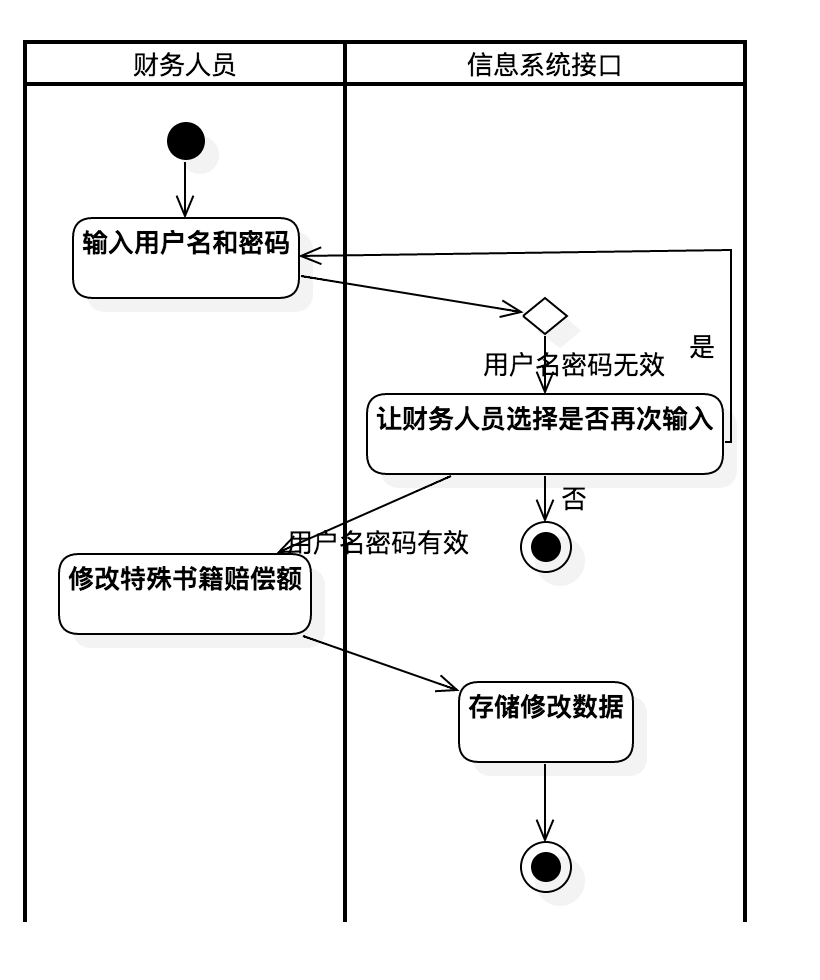 财务人员
信息系统接口
输入用户名和密码
是
用户名密码无效
让财务人员选择是否再次输入
否
用户名密码有效
修改特殊书籍赔偿额
存储修改数据